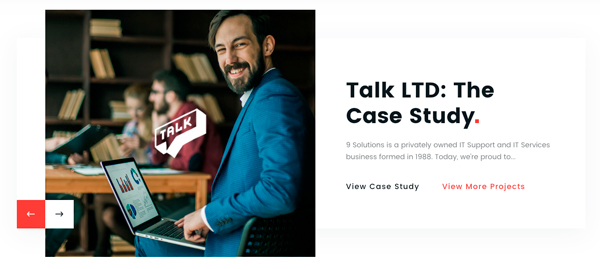 TALK
Talk LTD: The
Case Study.
9 Solutions is a privately owned IT Support and IT Services
business formed in 1988. Today, we're proud to...
View Case Study
View More Projects